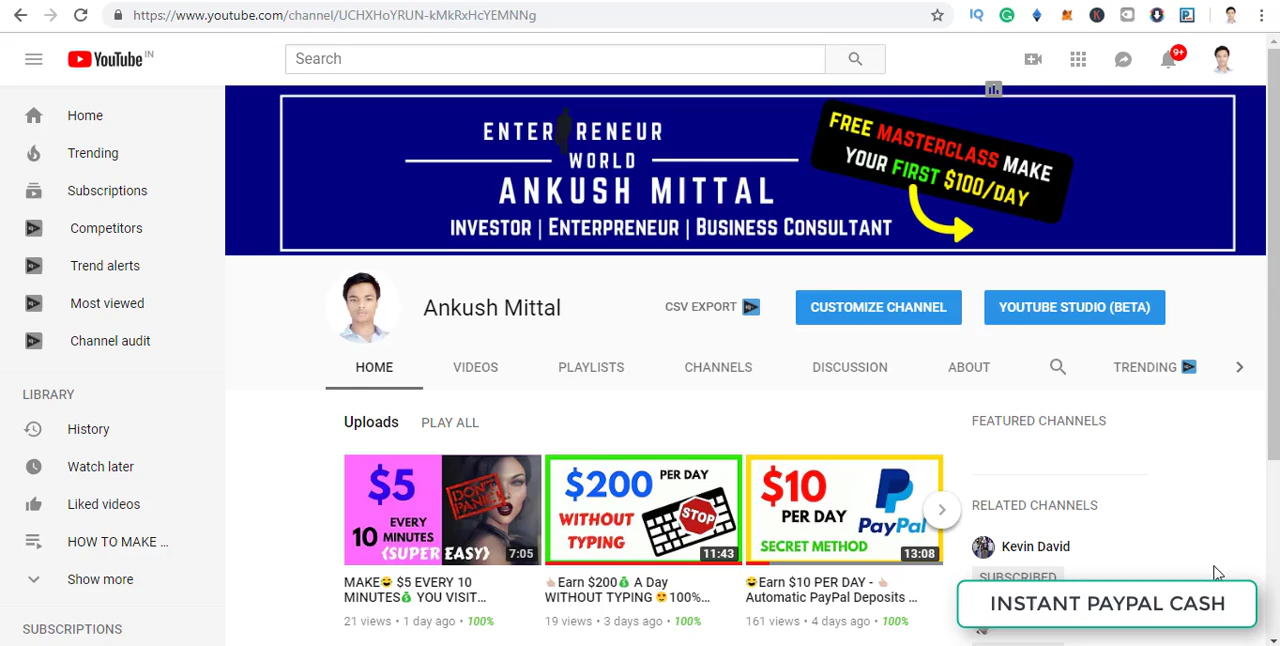 https://www.youtube.com/channel/UCHXHoYRUN-kMkRxHcYEMNNg
YouTube IN
Search
9+
Home
Trending
Subscriptions
Competitors
Trend alerts
Most viewed
Channel audit
LIBRARY
History
Watch later
Liked videos
HOW TO MAKE ...
Show more
SUBSCRIPTIONS
ENTER RENEUR
WORLD
ANKUSH MITTAL
INVESTOR | ENTERPRENEUR | BUSINESS CONSULTANT
FREE MASTERCLASS MAKE
YOUR FIRST $100/DAY
Ankush Mittal
CSV EXPORT
CUSTOMIZE CHANNEL
YOUTUBE STUDIO (BETA)
HOME
VIDEOS
PLAYLISTS
CHANNELS
DISCUSSION
ABOUT
TRENDING
Uploads
PLAY ALL
$5
EVERY
10 MINUTES
{SUPER EASY}
DON'T
PANIC!
7:05
MAKE😄 $5 EVERY 10
MINUTES💰 YOU VISIT...
21 views • 1 day ago • 100%
$200 PER DAY
WITHOUT
TYPING
STOP
11:43
👆🏻Earn $200💰 A Day
WITHOUT TYPING 😍100%...
19 views • 3 days ago • 100%
$10
PER DAY
PayPal
SECRET METHOD
13:08
😄Earn $10 PER DAY - 👆🏻
Automatic PayPal Deposits ...
161 views • 4 days ago • 100%
FEATURED CHANNELS
RELATED CHANNELS
Kevin David
SUBSCRIBED
INSTANT PAYPAL CASH